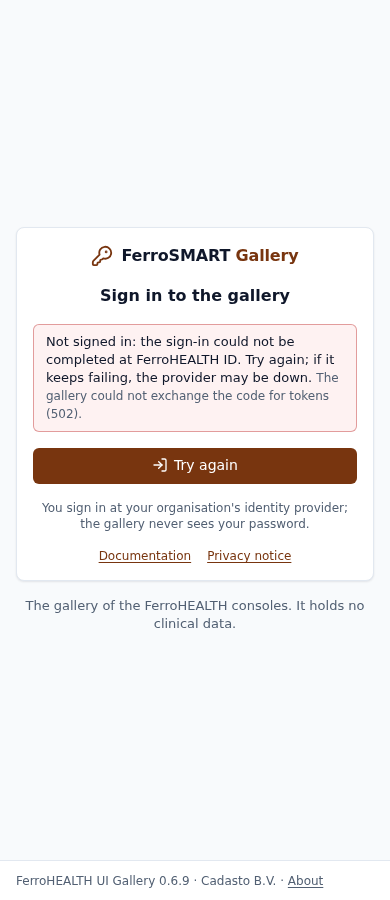 FerroSMART Gallery
Sign in to the gallery
Not signed in: the sign-in could not be
completed at FerroHEALTH ID. Try again; if it
keeps failing, the provider may be down. The
gallery could not exchange the code for tokens
(502).
Try again
You sign in at your organisation's identity provider;
the gallery never sees your password.
Documentation Privacy notice
The gallery of the FerroHEALTH consoles. It holds no
clinical data.
FerroHEALTH UI Gallery 0.6.9 · Cadasto B.V. · About